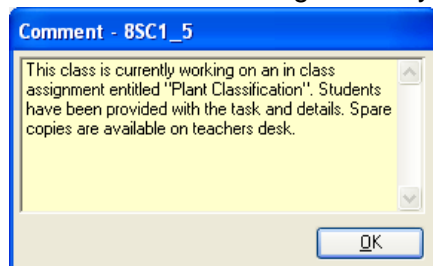 Comment - 8SC1_5
This class is currently working on an in class
assignment entitled "Plant Classification". Students
have been provided with the task and details. Spare
copies are available on teachers desk.
OK